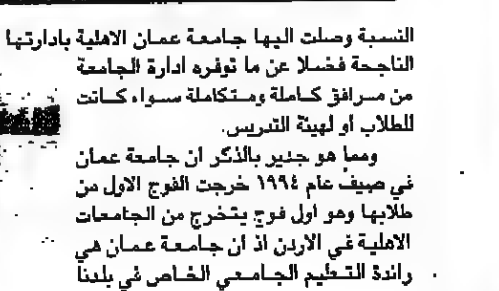 النسبة وصلت اليها جامعة عمان الاهلية بادارتها
الناجحة فضلا عن ما توفره ادارة الجامعة
من مرافق كاملة ومتكاملة سواء كانت
للطلاب او لهيئة التدريس.
ومما هو جدير بالذكر ان جامعة عمان
في صيف عام ١٩٩٤ خرجت الفوج الاول من
طلابها وهو اول فوج يتخرج من الجامعات
الاهلية في الاردن اذ أن جامعة عمان هي
رائدة التعليم الجامعي الخاص في بلدنا